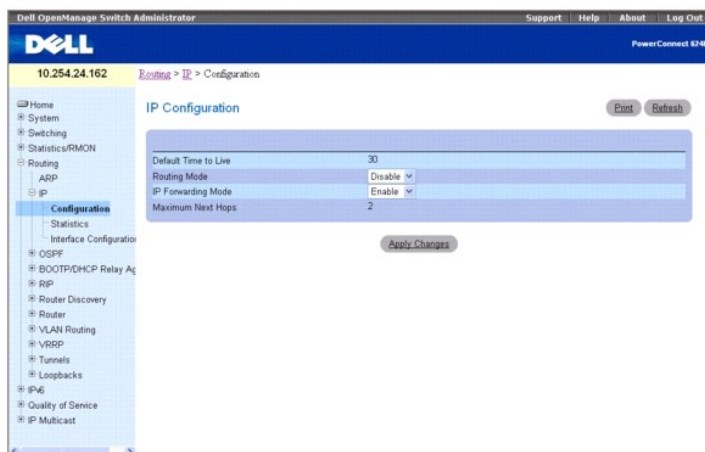 Dell OpenManage Switch Administrator
Support Help About Log Out
DELL
PowerConnect 624
10.254.24.162
Routing > IP > Configuration
Home
System
Switching
Statistics/RMON
Routing
ARP
IP
Configuration
Statistics
Interface Configuration
OSPF
BOOTP/DHCP Relay Ag
RIP
Router Discovery
Router
VLAN Routing
VRRP
Tunnels
Loopbacks
IPv6
Quality of Service
IP Multicast
IP Configuration
Print Refresh
Default Time to Live 30
Routing Mode Disable
IP Forwarding Mode Enable
Maximum Next Hops 2
Apply Changes